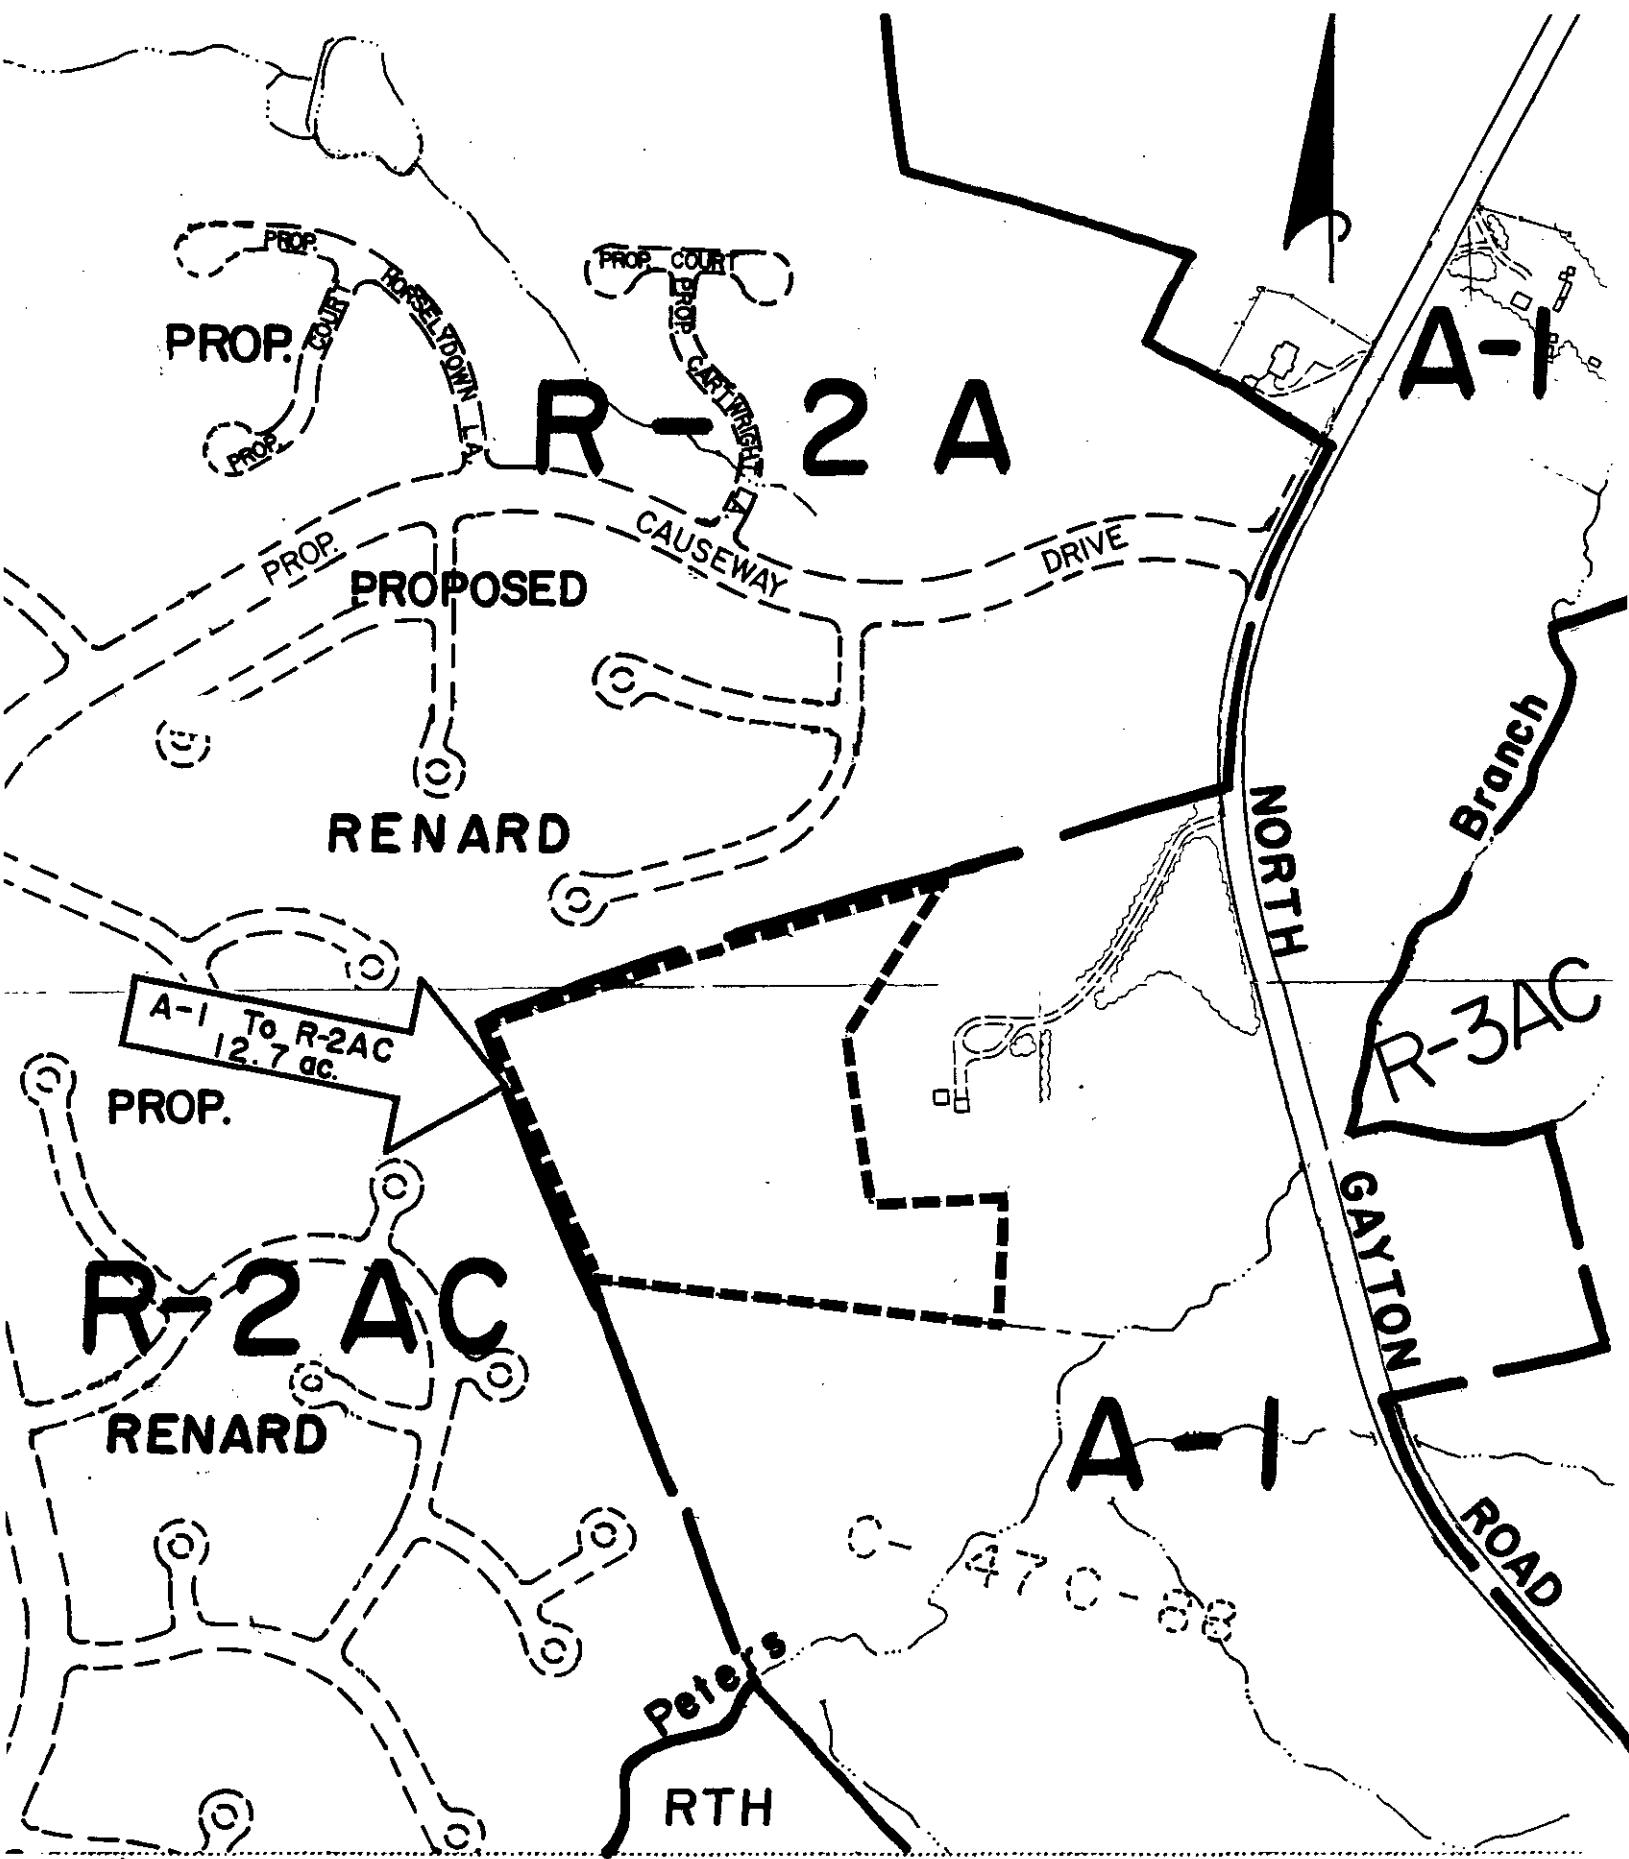 PROP.
HORSELYDOWN LA.
PROP. COURT
PROP.
COURT
PROP.
PROP. CARTWRIGHT LA.
A-1
R-2A
PROP. CAUSEWAY DRIVE
PROPOSED
RENARD
Branch
NORTH GAYTON ROAD
A-1 To R-2AC
12.7 ac.
R-3AC
PROP.
R-2AC
RENARD
A-1
C-47C-88
Peters
RTH